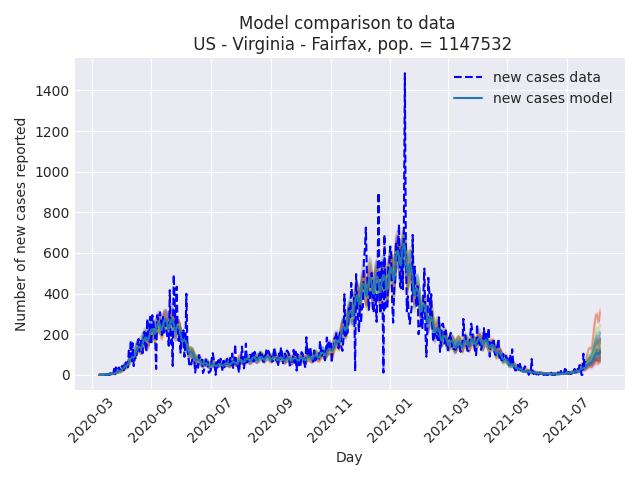 Model comparison to data
US - Virginia - Fairfax, pop. = 1147532
new cases data
new cases model
Number of new cases reported
1400
1200
1000
800
600
400
200
0
2020-03
2020-05
2020-07
2020-09
2020-11
2021-01
2021-03
2021-05
2021-07
Day